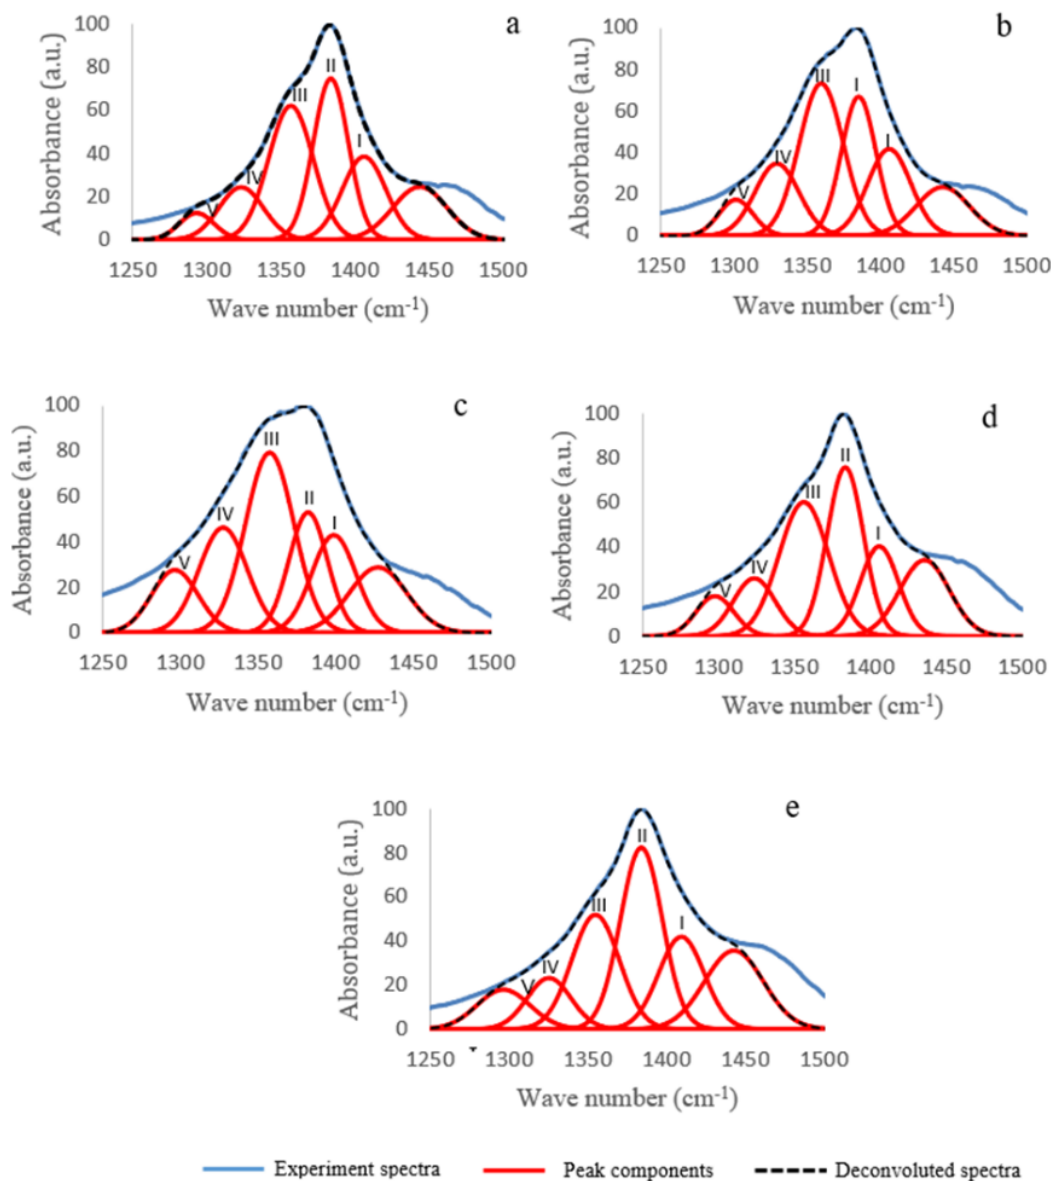 a
100
80
60
40
20
0
Absorbance (a.u.)
II
III
I
IV
V
1250 1300 1350 1400 1450 1500
Wave number (cm⁻¹)
b
100
80
60
40
20
0
Absorbance (a.u.)
III
I
I
IV
V
1250 1300 1350 1400 1450 1500
Wave number (cm⁻¹)
c
100
80
60
40
20
0
Absorbance (a.u.)
III
II
IV
I
V
1250 1300 1350 1400 1450 1500
Wave number (cm⁻¹)
d
100
80
60
40
20
0
Absorbance (a.u.)
II
III
I
IV
V
1250 1300 1350 1400 1450 1500
Wave number (cm⁻¹)
e
100
80
60
40
20
0
Absorbance (a.u.)
II
III
I
IV
V
1250 1300 1350 1400 1450 1500
Wave number (cm⁻¹)
Experiment spectra Peak components Deconvoluted spectra